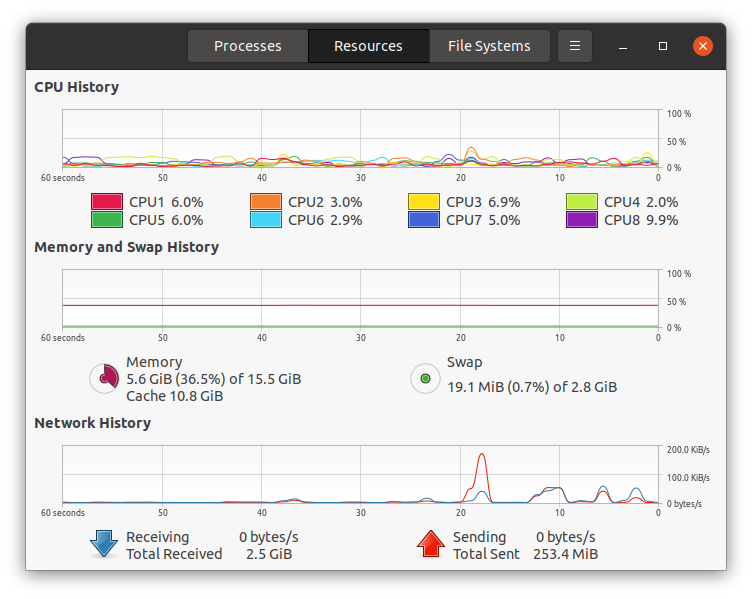 Processes Resources File Systems
CPU History
100 %
50 %
0 %
60 seconds 50 40 30 20 10 0
CPU1 6.0% CPU2 3.0% CPU3 6.9% CPU4 2.0%
CPU5 6.0% CPU6 2.9% CPU7 5.0% CPU8 9.9%
Memory and Swap History
100 %
50 %
0 %
60 seconds 50 40 30 20 10 0
Memory
5.6 GiB (36.5%) of 15.5 GiB
Cache 10.8 GiB
Swap
19.1 MiB (0.7%) of 2.8 GiB
Network History
200.0 KiB/s
100.0 KiB/s
0 bytes/s
60 seconds 50 40 30 20 10 0
Receiving 0 bytes/s
Total Received 2.5 GiB
Sending 0 bytes/s
Total Sent 253.4 MiB